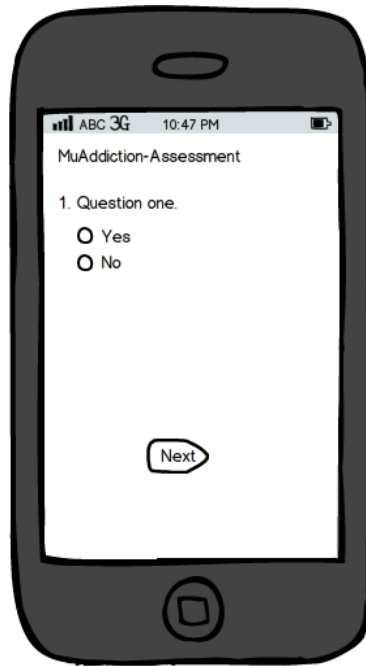 ABC 3G 10:47 PM
MuAddiction-Assessment
1. Question one.
Yes
No
Next